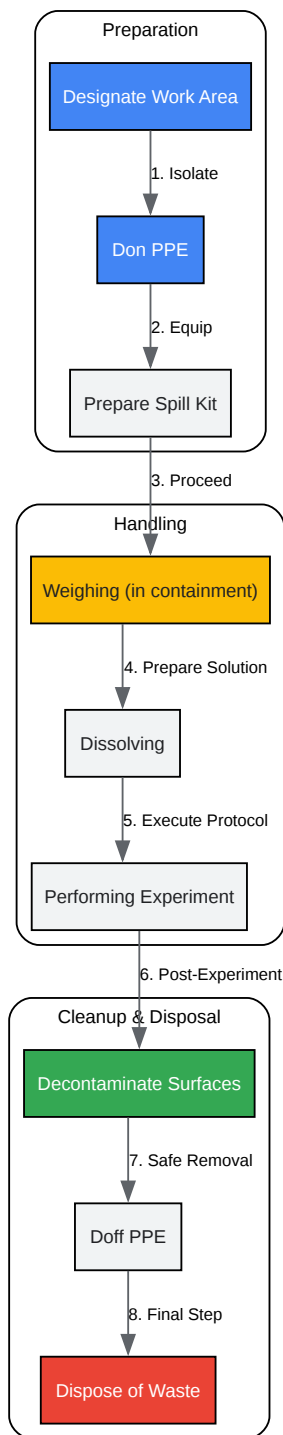 Preparation
Designate Work Area
1. Isolate
Don PPE
2. Equip
Prepare Spill Kit
3. Proceed
Handling
Weighing (in containment)
4. Prepare Solution
Dissolving
5. Execute Protocol
Performing Experiment
6. Post-Experiment
Cleanup & Disposal
Decontaminate Surfaces
7. Safe Removal
Doff PPE
8. Final Step
Dispose of Waste